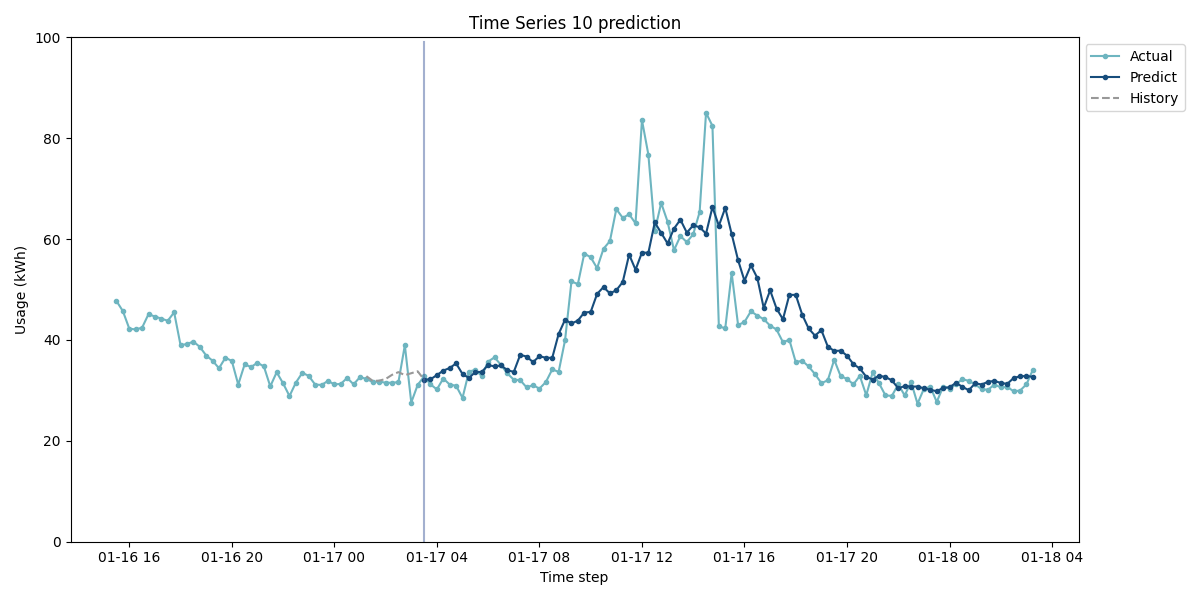 Time Series 10 prediction
100
80
60
40
20
0
Usage (kWh)
01-16 16
01-16 20
01-17 00
01-17 04
01-17 08
01-17 12
01-17 16
01-17 20
01-18 00
01-18 04
Time step
Actual
Predict
History